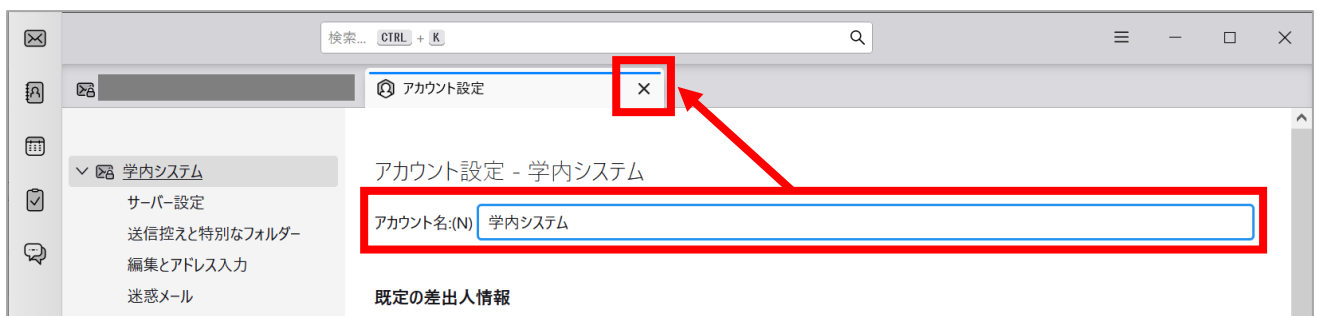 検索... CTRL + K
アカウント設定
学内システム
サーバー設定
送信控えと特別なフォルダー
編集とアドレス入力
迷惑メール
アカウント設定 - 学内システム
アカウント名:(N) 学内システム
既定の差出人情報